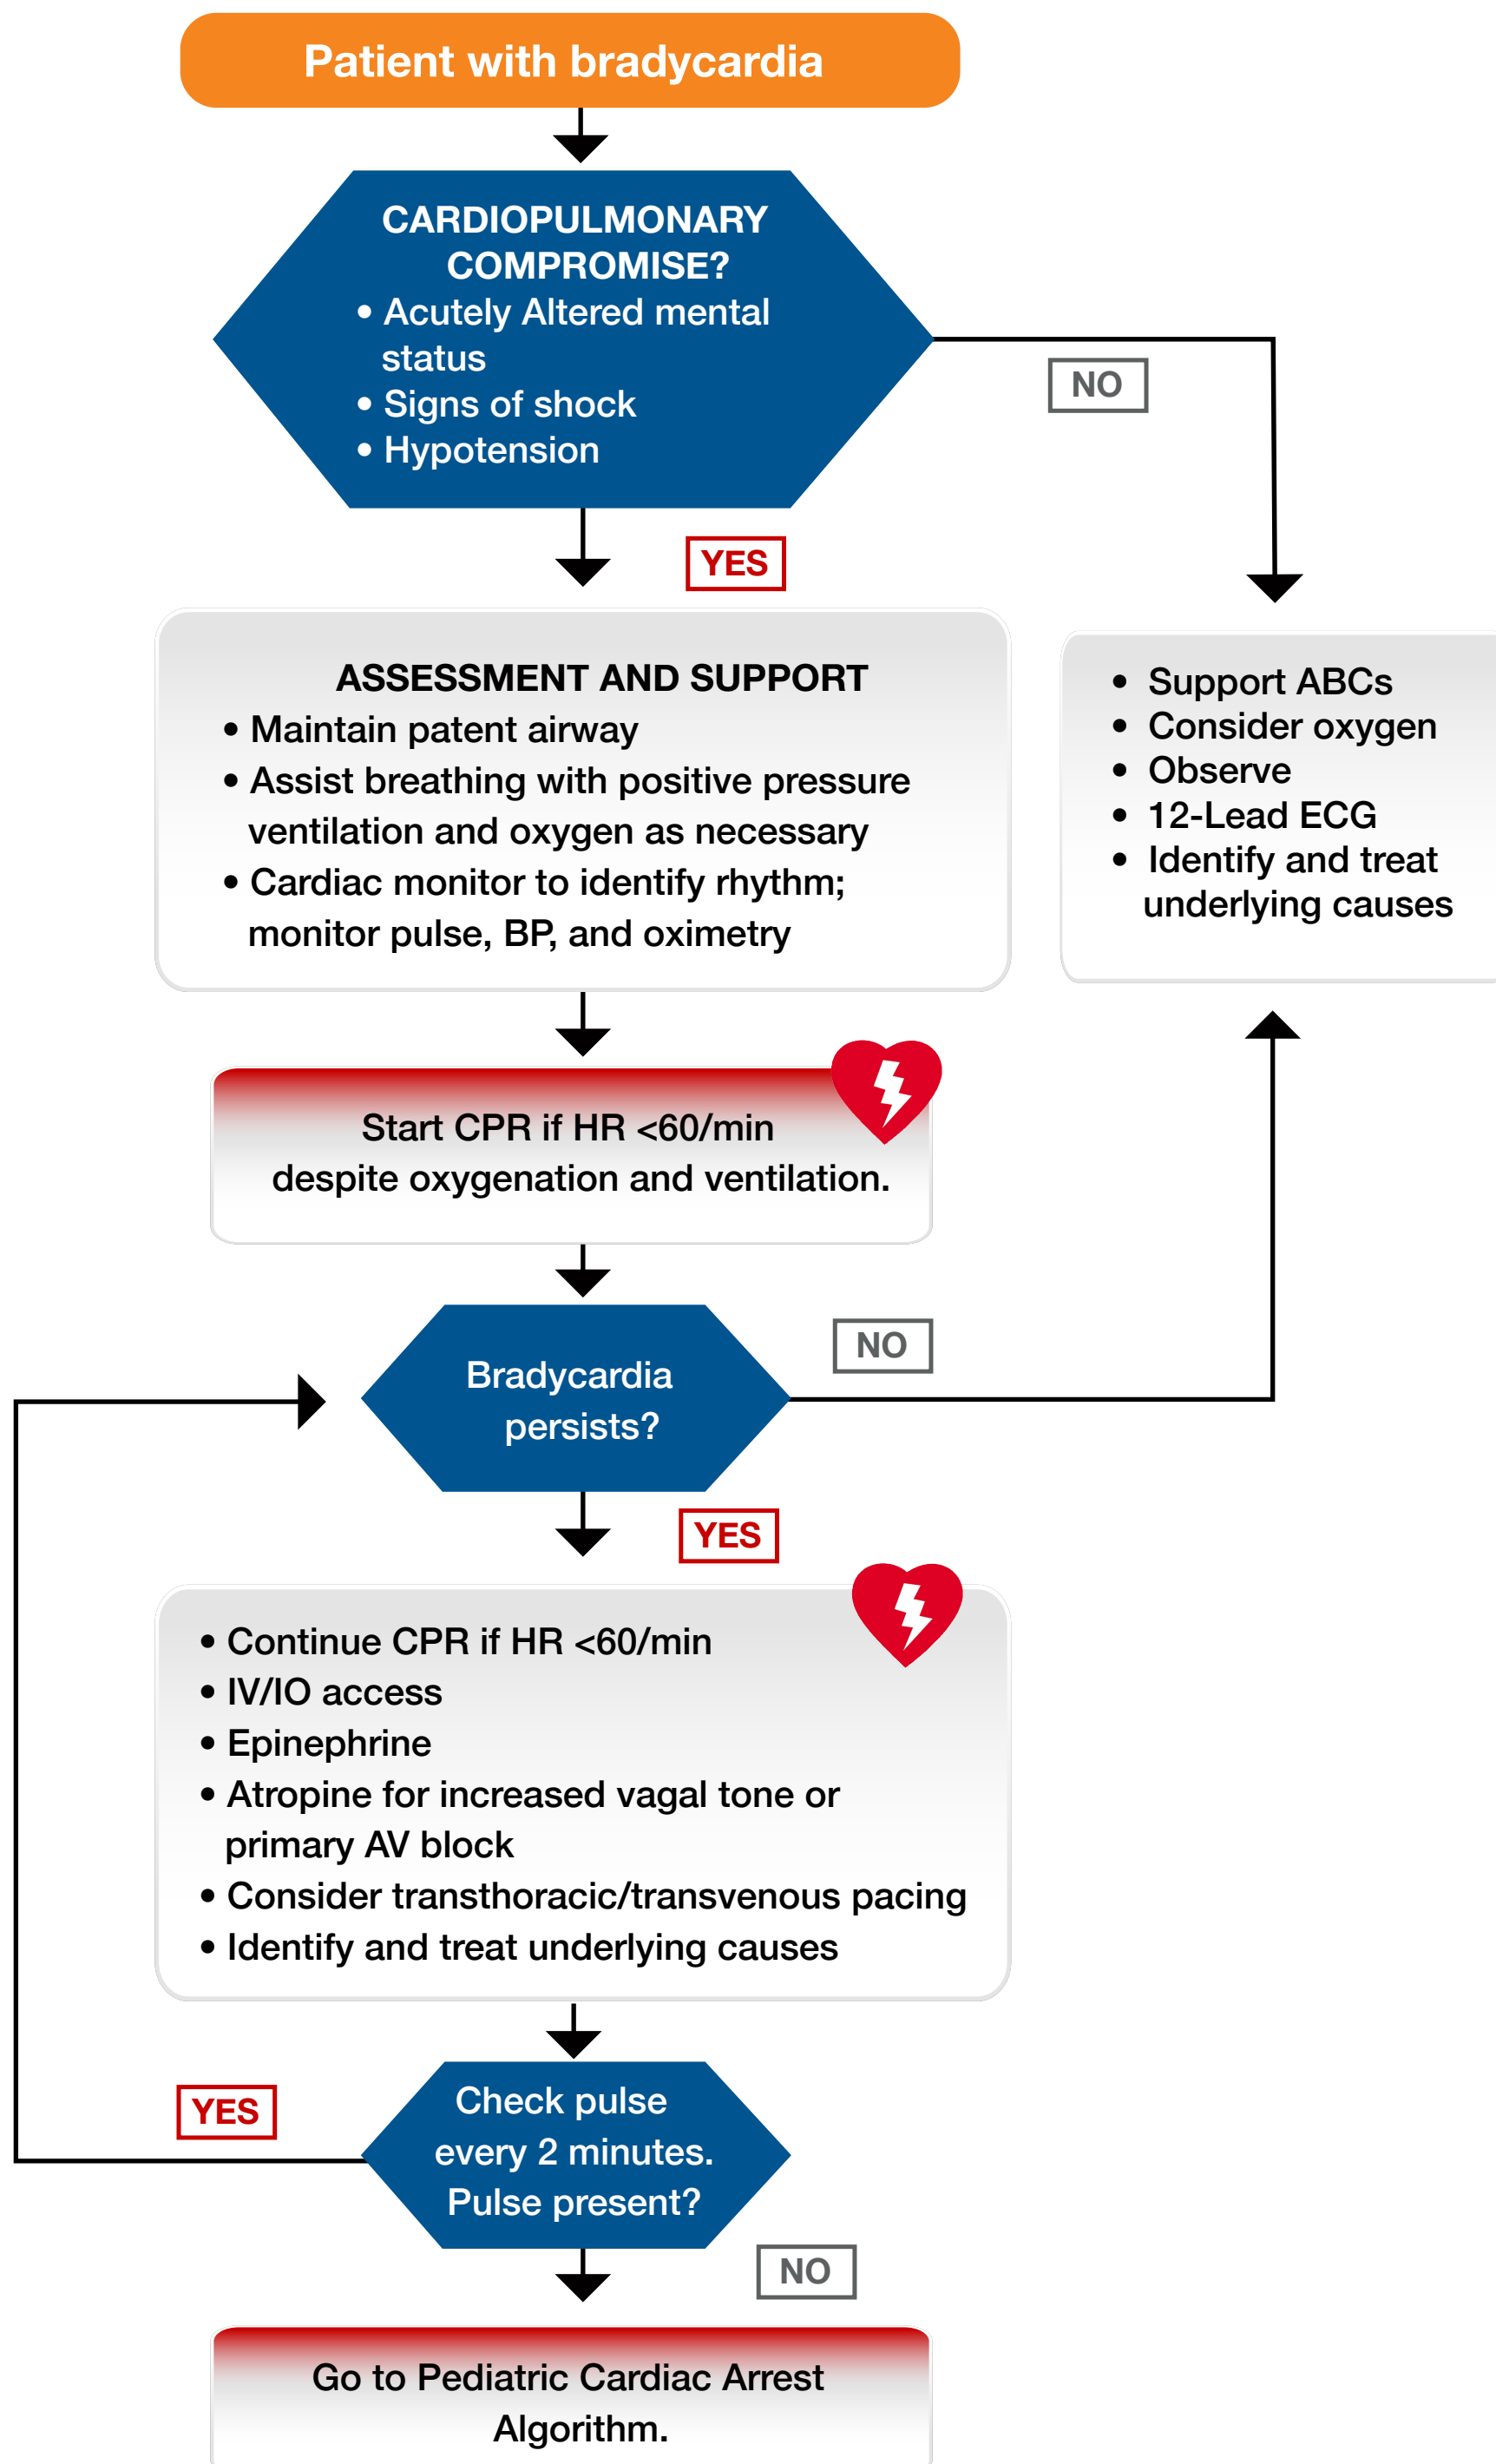 Patient with bradycardia
CARDIOPULMONARY
COMPROMISE?
• Acutely Altered mental
status
• Signs of shock
• Hypotension
NO
YES
ASSESSMENT AND SUPPORT
• Maintain patent airway
• Assist breathing with positive pressure
ventilation and oxygen as necessary
• Cardiac monitor to identify rhythm;
monitor pulse, BP, and oximetry
• Support ABCs
• Consider oxygen
• Observe
• 12-Lead ECG
• Identify and treat
underlying causes
Start CPR if HR <60/min
despite oxygenation and ventilation.
Bradycardia
persists?
NO
YES
• Continue CPR if HR <60/min
• IV/IO access
• Epinephrine
• Atropine for increased vagal tone or
primary AV block
• Consider transthoracic/transvenous pacing
• Identify and treat underlying causes
YES
Check pulse
every 2 minutes.
Pulse present?
NO
Go to Pediatric Cardiac Arrest
Algorithm.